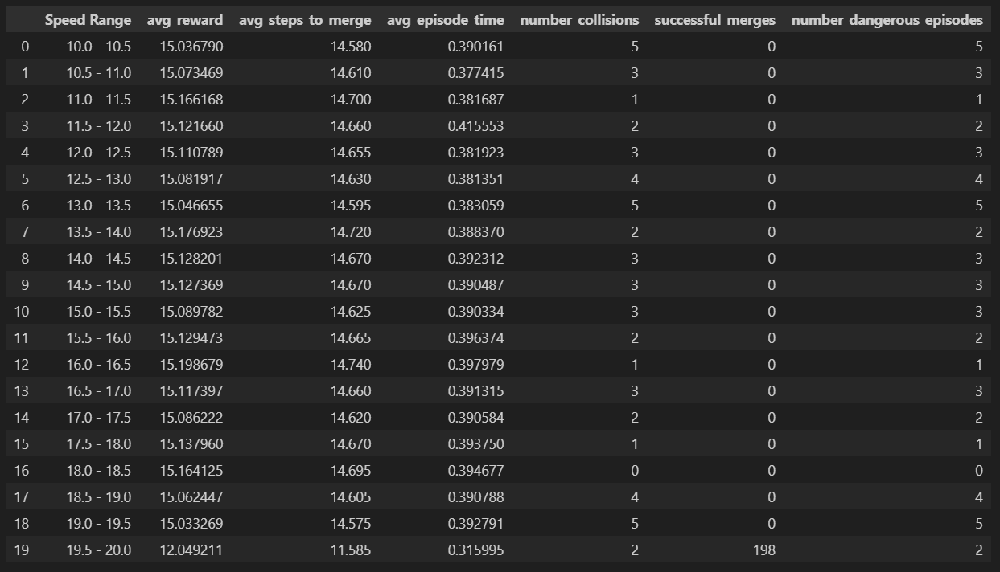 Speed Range avg_reward avg_steps_to_merge avg_episode_time number_collisions successful_merges number_dangerous_episodes
0 10.0 - 10.5 15.036790 14.580 0.390161 5 0 5
1 10.5 - 11.0 15.073469 14.610 0.377415 3 0 3
2 11.0 - 11.5 15.166168 14.700 0.381687 1 0 1
3 11.5 - 12.0 15.121660 14.660 0.415553 2 0 2
4 12.0 - 12.5 15.110789 14.655 0.381923 3 0 3
5 12.5 - 13.0 15.081917 14.630 0.381351 4 0 4
6 13.0 - 13.5 15.046655 14.595 0.383059 5 0 5
7 13.5 - 14.0 15.176923 14.720 0.388370 2 0 2
8 14.0 - 14.5 15.128201 14.670 0.392312 3 0 3
9 14.5 - 15.0 15.127369 14.670 0.390487 3 0 3
10 15.0 - 15.5 15.089782 14.625 0.390334 3 0 3
11 15.5 - 16.0 15.129473 14.665 0.396374 2 0 2
12 16.0 - 16.5 15.198679 14.740 0.397979 1 0 1
13 16.5 - 17.0 15.117397 14.660 0.391315 3 0 3
14 17.0 - 17.5 15.086222 14.620 0.390584 2 0 2
15 17.5 - 18.0 15.137960 14.670 0.393750 1 0 1
16 18.0 - 18.5 15.164125 14.695 0.394677 0 0 0
17 18.5 - 19.0 15.062447 14.605 0.390788 4 0 4
18 19.0 - 19.5 15.033269 14.575 0.392791 5 0 5
19 19.5 - 20.0 12.049211 11.585 0.315995 2 198 2